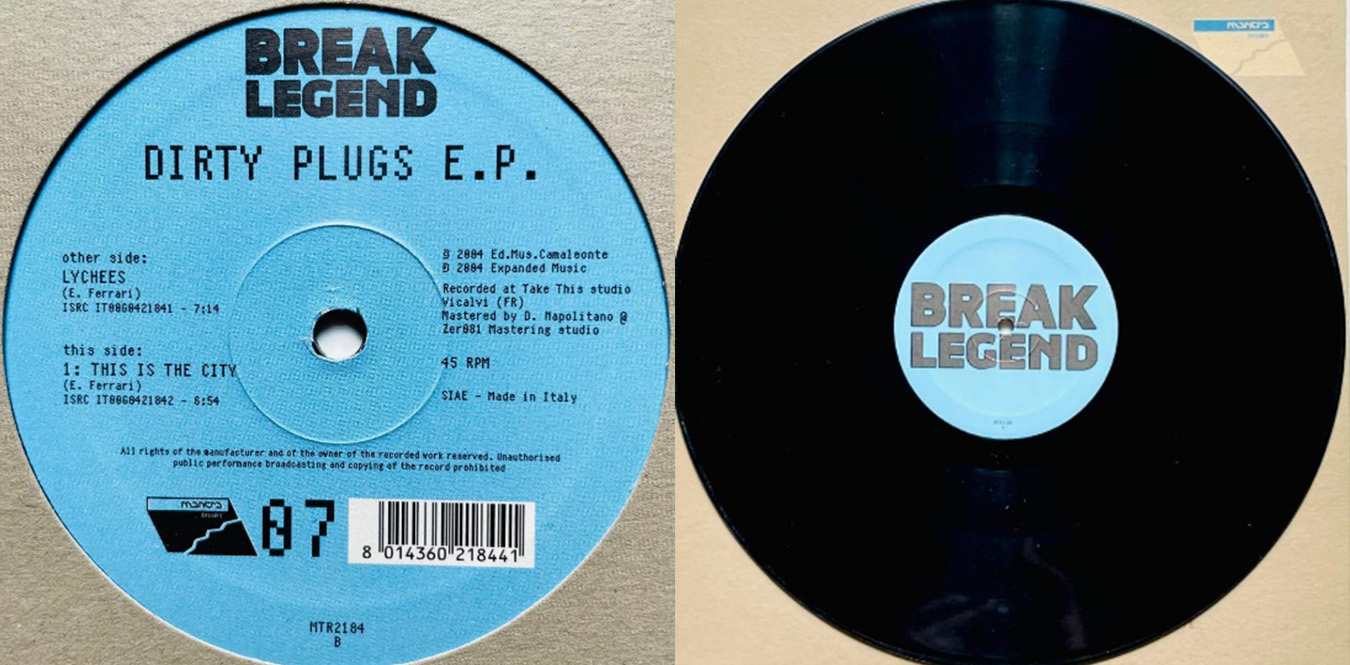 BREAK
LEGEND
DIRTY PLUGS E.P.
other side:
LYCHEES
(E. Ferrari)
ISRC IT0060421841 - 7:14
this side:
1: THIS IS THE CITY
(E. Ferrari)
ISRC IT0060421842 - 6:54
℗ 2004 Ed.Mus.Camaleonte
℗ 2004 Expanded Music
Recorded at Take This studio
Vicalvi (FR)
Mastered by D. Napolitano @
Zer081 Mastering studio
45 RPM
SIAE - Made in Italy
All rights of the manufacturer and of the owner of the recorded work reserved. Unauthorised
public performance broadcasting and copying of the record prohibited
mantra
07
8 014360 218441
MTR2184
B
mantra
BREAK
LEGEND